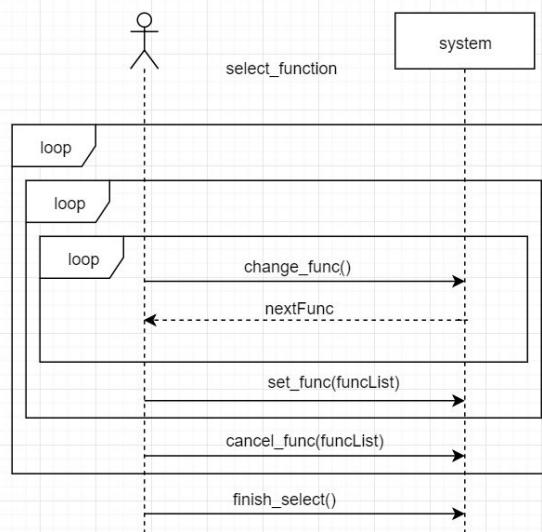 system
select_function
loop
loop
loop
change_func()
nextFunc
set_func(funcList)
cancel_func(funcList)
finish_select()